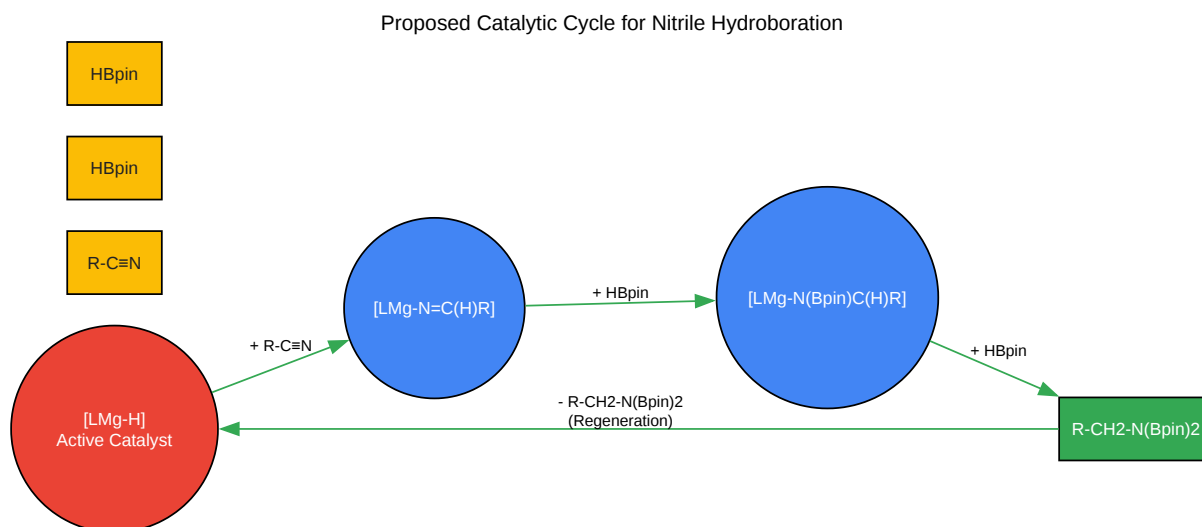 Proposed Catalytic Cycle for Nitrile Hydroboration
HBpin
HBpin
R-C≡N
[LMg-H]
Active Catalyst
+ R-C≡N
[LMg-N=C(H)R]
+ HBpin
[LMg-N(Bpin)C(H)R]
+ HBpin
R-CH2-N(Bpin)2
- R-CH2-N(Bpin)2
(Regeneration)